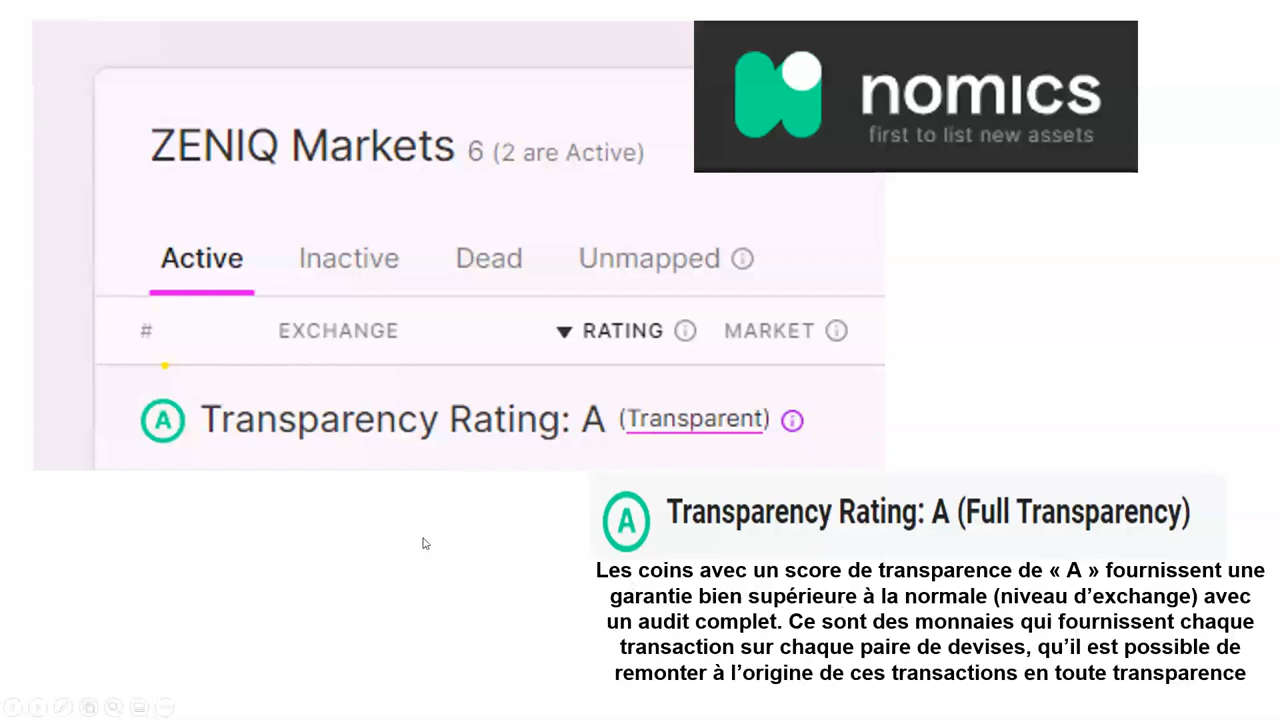 nomics
first to list new assets
ZENIQ Markets 6 (2 are Active)
Active Inactive Dead Unmapped
# EXCHANGE RATING MARKET
A Transparency Rating: A (Transparent)
A Transparency Rating: A (Full Transparency)
Les coins avec un score de transparence de « A » fournissent une
garantie bien supérieure à la normale (niveau d’exchange) avec
un audit complet. Ce sont des monnaies qui fournissent chaque
transaction sur chaque paire de devises, qu’il est possible de
remonter à l’origine de ces transactions en toute transparence